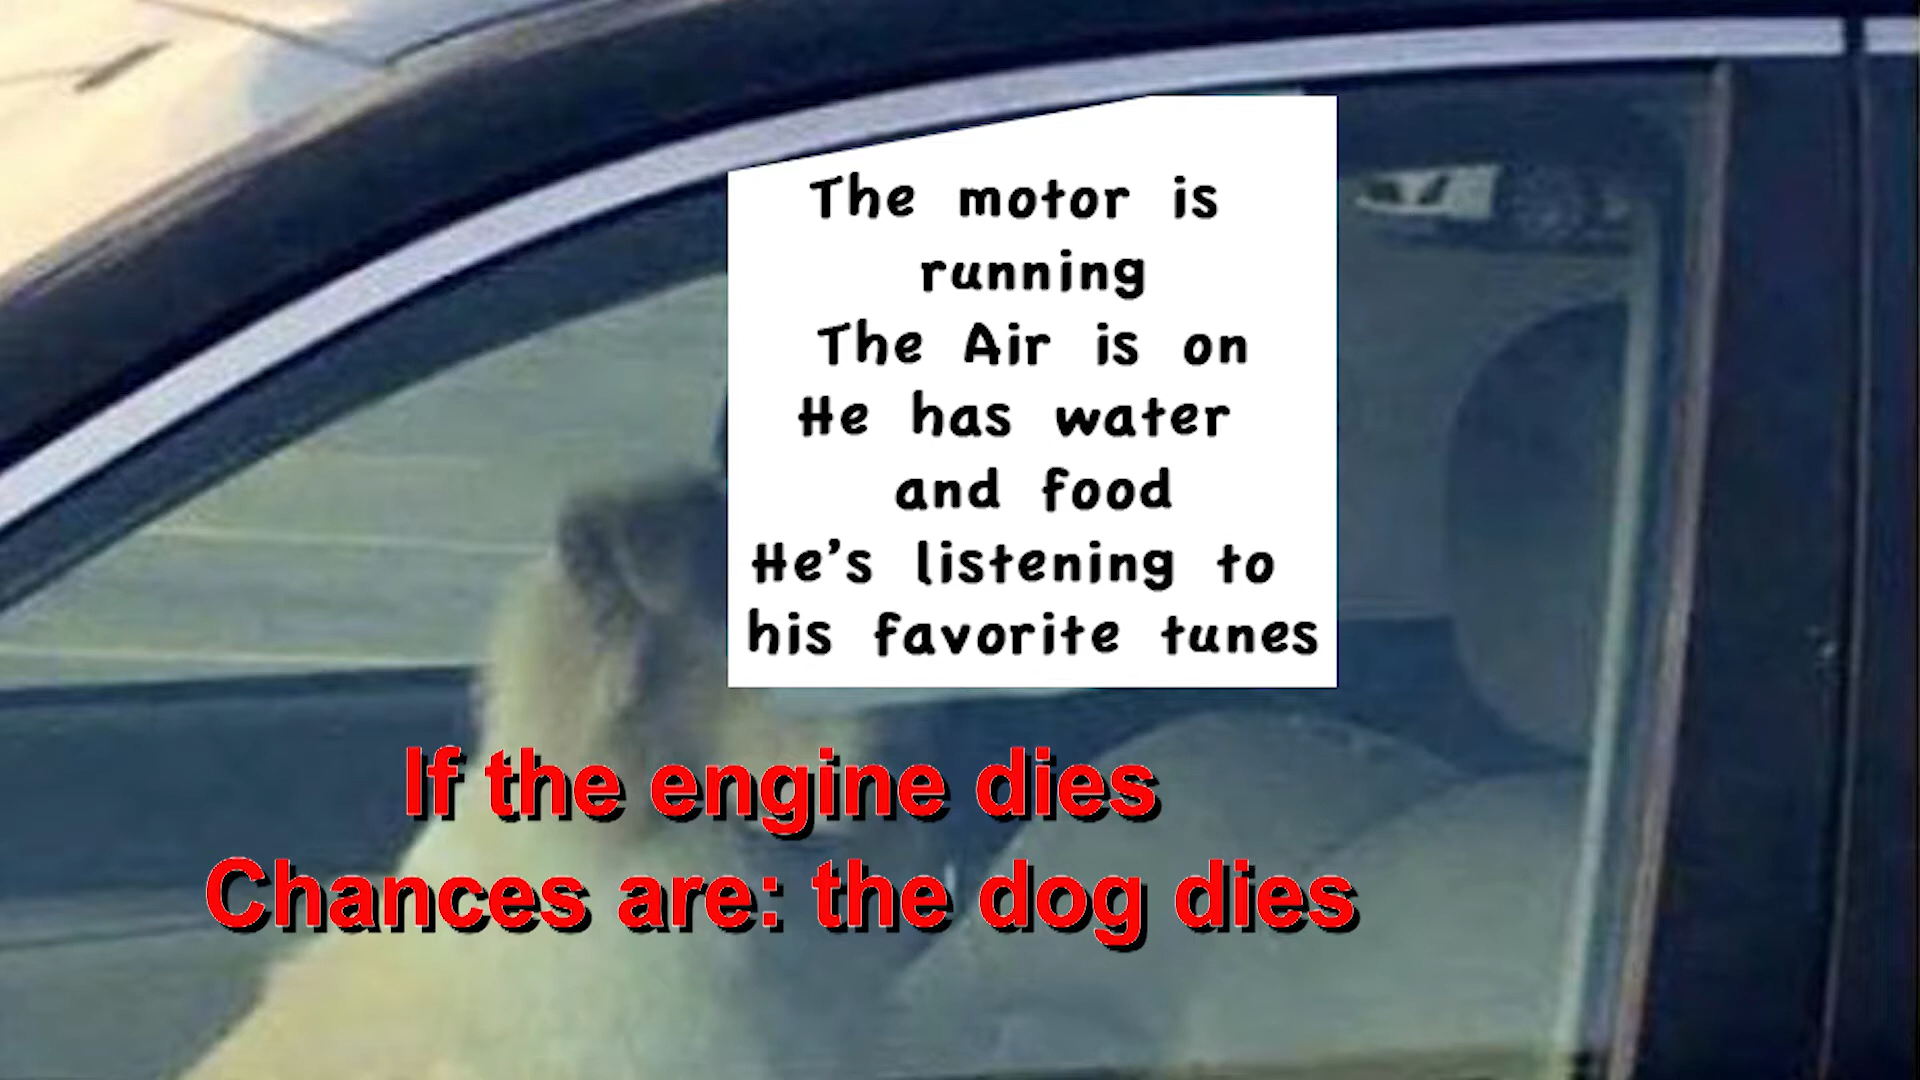 The motor is
running
The Air is on
He has water
and food
He's listening to
his favorite tunes
If the engine dies
Chances are: the dog dies